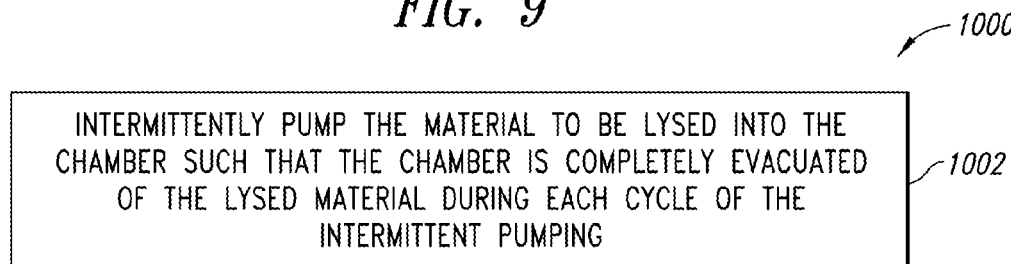 FIG. 9
1000
INTERMITTENTLY PUMP THE MATERIAL TO BE LYSED INTO THE
CHAMBER SUCH THAT THE CHAMBER IS COMPLETELY EVACUATED
OF THE LYSED MATERIAL DURING EACH CYCLE OF THE
INTERMITTENT PUMPING
1002